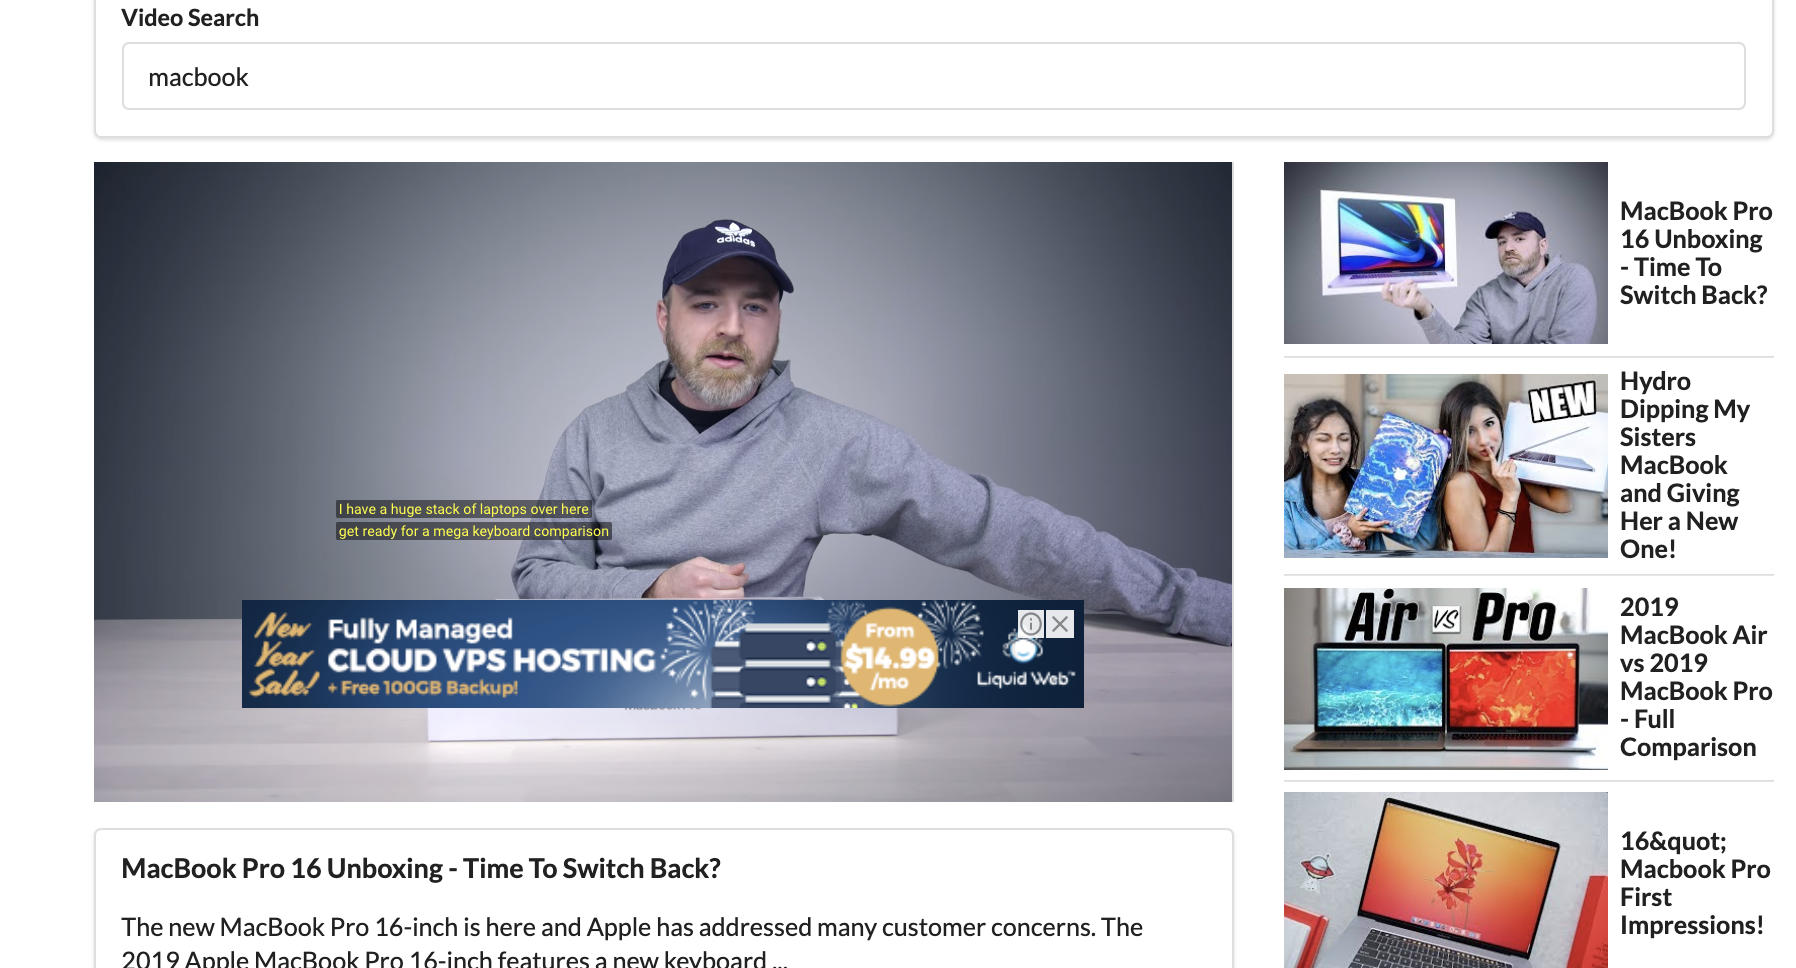 Video Search
macbook
adidas
I have a huge stack of laptops over here
get ready for a mega keyboard comparison
New
Year
Sale!
Fully Managed
CLOUD VPS HOSTING
+ Free 100GB Backup!
From
$14.99
/mo
Liquid Web™
MacBook Pro 16 Unboxing - Time To Switch Back?
The new MacBook Pro 16-inch is here and Apple has addressed many customer concerns. The
2019 Apple MacBook Pro 16-inch features a new keyboard ...
MacBook Pro
16 Unboxing
- Time To
Switch Back?
NEW
Hydro
Dipping My
Sisters
MacBook
and Giving
Her a New
One!
Air vs Pro
2019
MacBook Air
vs 2019
MacBook Pro
- Full
Comparison
16&quot;
Macbook Pro
First
Impressions!